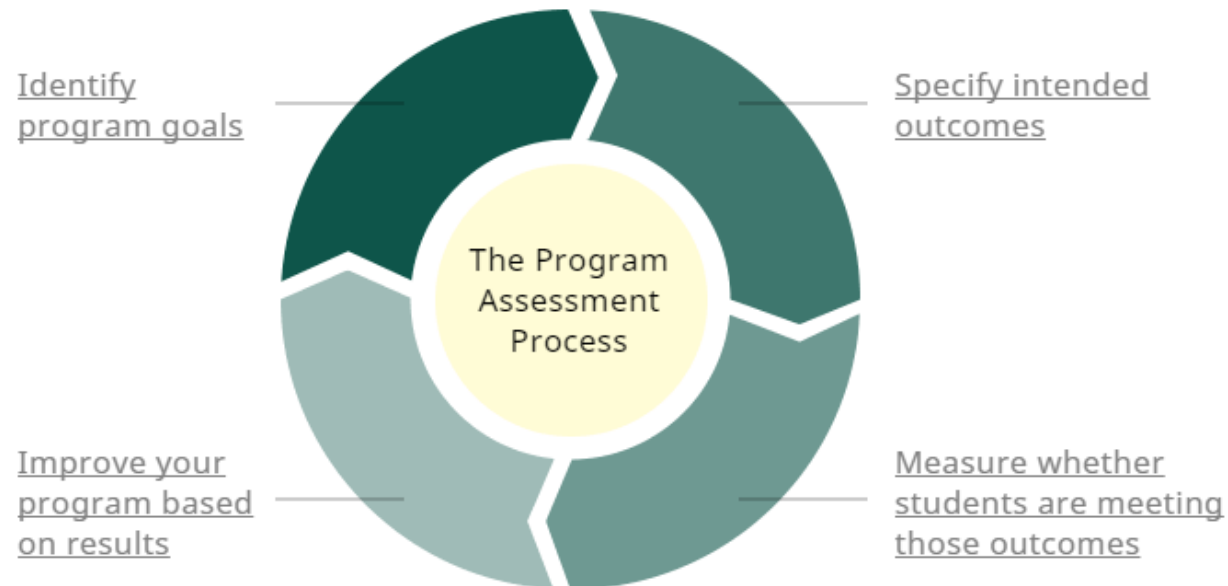 Identify
program goals
Specify intended
outcomes
The Program
Assessment
Process
Improve your
program based
on results
Measure whether
students are meeting
those outcomes